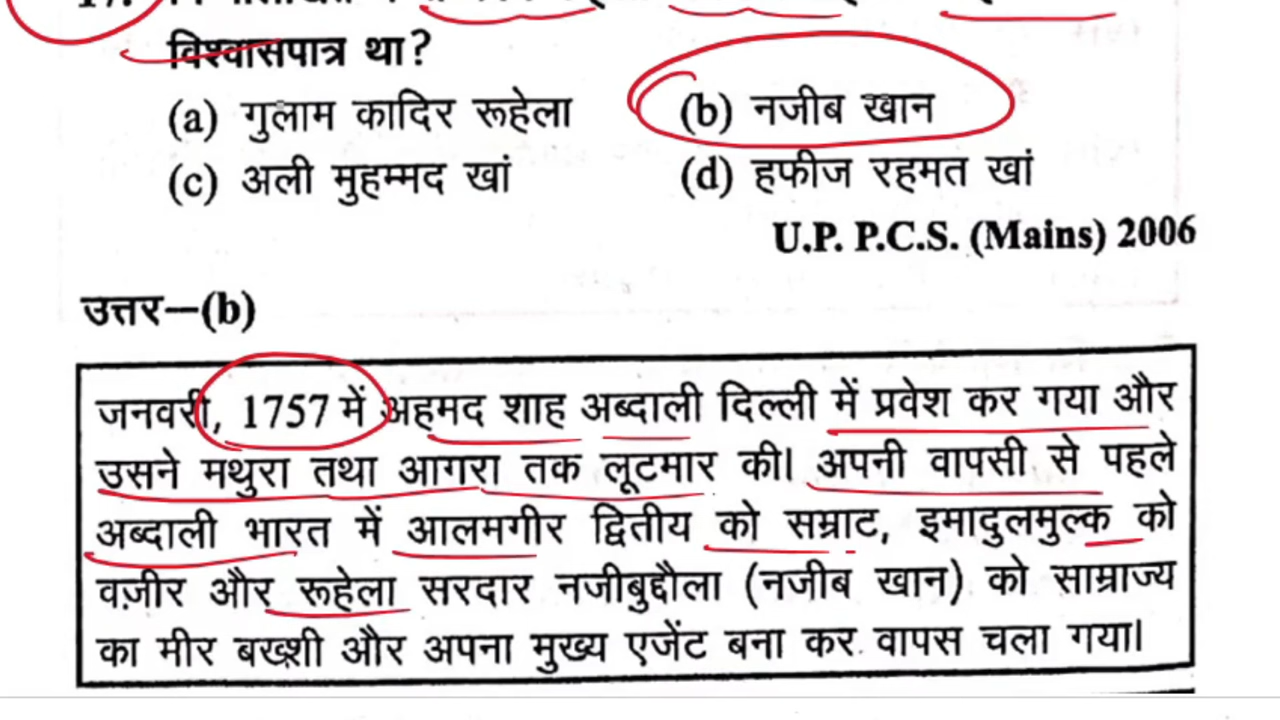 17.
विश्वासपात्र था?
(a) गुलाम कादिर रूहेला (b) नजीब खान
(c) अली मुहम्मद खां (d) हफीज रहमत खां
U.P. P.C.S. (Mains) 2006
उत्तर—(b)
जनवरी, 1757 में अहमद शाह अब्दाली दिल्ली में प्रवेश कर गया और
उसने मथुरा तथा आगरा तक लूटमार की। अपनी वापसी से पहले
अब्दाली भारत में आलमगीर द्वितीय को सम्राट, इमादुलमुल्क को
वज़ीर और रूहेला सरदार नजीबुद्दौला (नजीब खान) को साम्राज्य
का मीर बख्शी और अपना मुख्य एजेंट बना कर वापस चला गया।